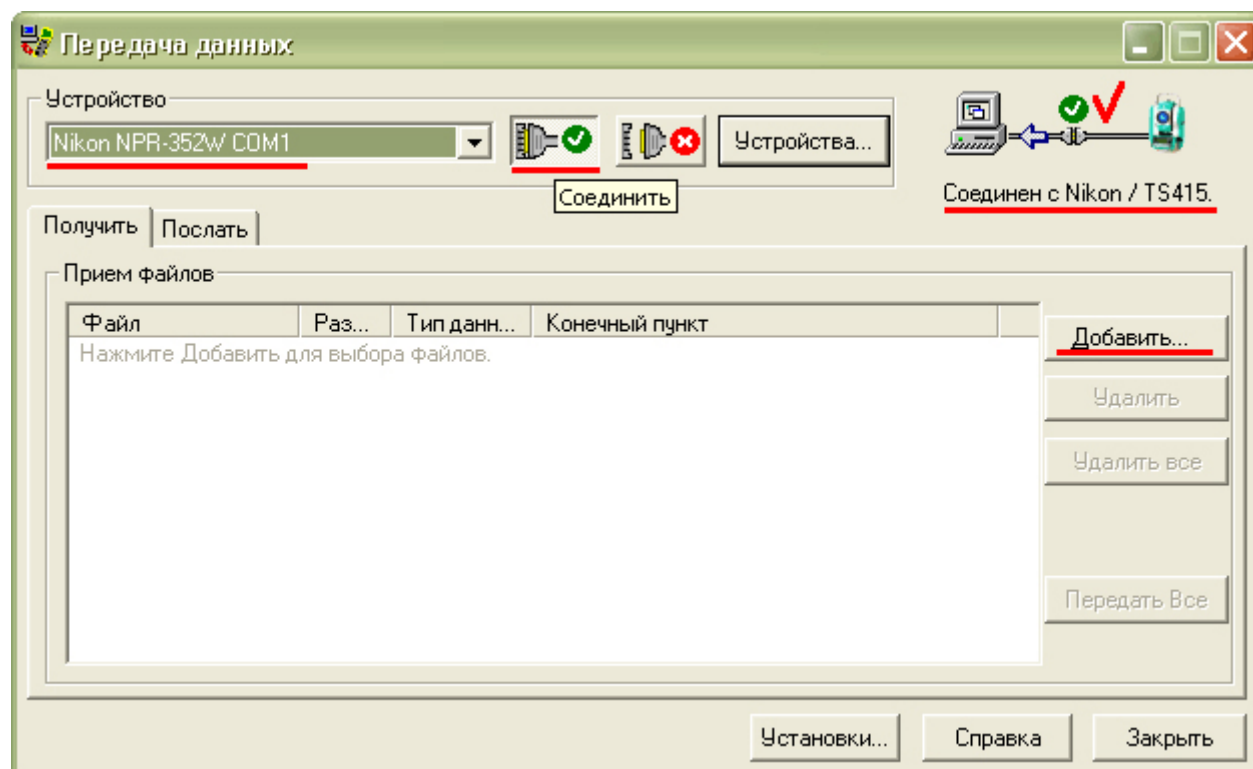 Передача данных
Устройство
Nikon NPR-352W COM1
Устройства...
Соединить
Соединен с Nikon / TS415.
Получить
Послать
Прием файлов
Файл Раз... Тип данн... Конечный пункт
Нажмите Добавить для выбора файлов.
Добавить...
Удалить
Удалить все
Передать Все
Установки... Справка Закрыть